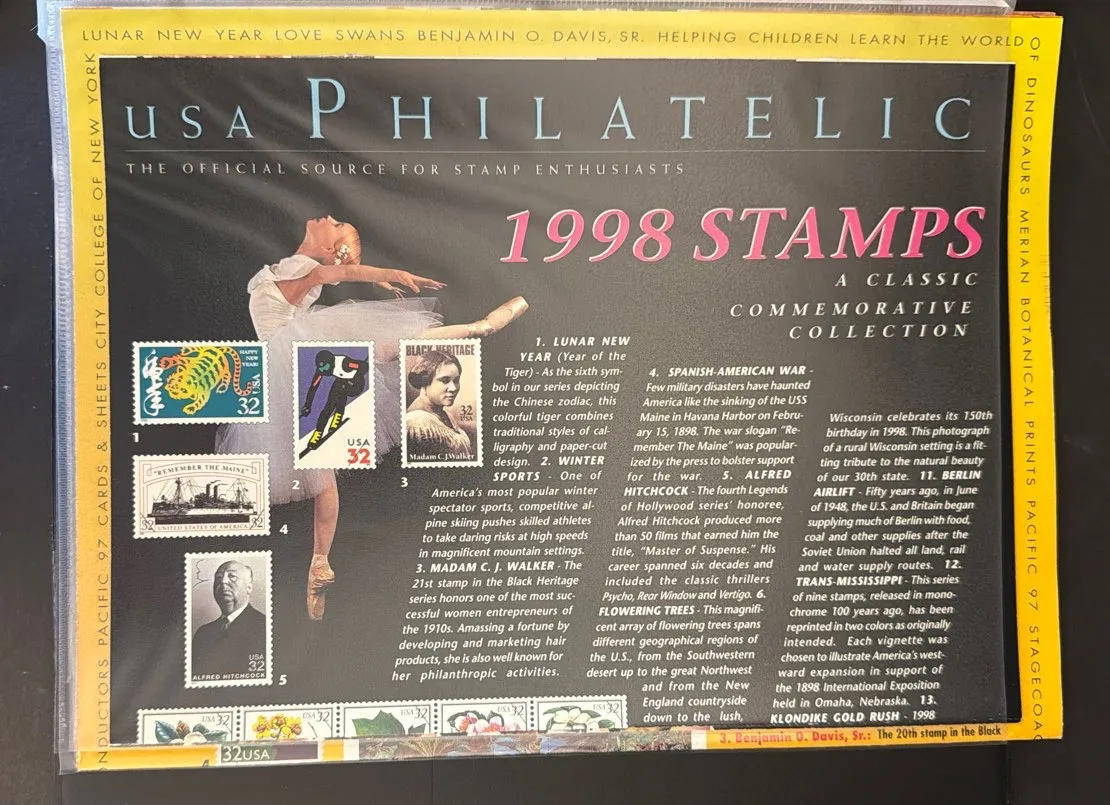 LUNAR NEW YEAR LOVE SWANS BENJAMIN O. DAVIS, SR. HELPING CHILDREN LEARN THE WORLD
OF DINOSAURS MERIAN BOTANICAL PRINTS PACIFIC 97 STAGECOA
NDUCTORS PACIFIC 97 CARDS & SHEETS CITY COLLEGE OF NEW YORK
USA PHILATELIC
THE OFFICIAL SOURCE FOR STAMP ENTHUSIASTS
1998 STAMPS
A CLASSIC
COMMEMORATIVE
COLLECTION
HAPPY
NEW
YEAR!
USA
32
1
USA
32
2
BLACK HERITAGE
32
USA
Madam C.J.Walker
3
"REMEMBER THE MAINE"
32
32
UNITED STATES OF AMERICA
4
USA
32
ALFRED HITCHCOCK
5
1. LUNAR NEW
YEAR (Year of the
Tiger) - As the sixth sym-
bol in our series depicting
the Chinese zodiac, this
colorful tiger combines
traditional styles of cal-
ligraphy and paper-cut
design. 2. WINTER
SPORTS - One of
America's most popular winter
spectator sports, competitive al-
pine skiing pushes skilled athletes
to take daring risks at high speeds
in magnificent mountain settings.
3. MADAM C. J. WALKER - The
21st stamp in the Black Heritage
series honors one of the most suc-
cessful women entrepreneurs of
the 1910s. Amassing a fortune by
developing and marketing hair
products, she is also well known for
her philanthropic activities.
4. SPANISH-AMERICAN WAR -
Few military disasters have haunted
America like the sinking of the USS
Maine in Havana Harbor on Febru-
ary 15, 1898. The war slogan "Re-
member The Maine" was popular-
ized by the press to bolster support
for the war. 5. ALFRED
HITCHCOCK - The fourth Legends
of Hollywood series' honoree,
Alfred Hitchcock produced more
than 50 films that earned him the
title, "Master of Suspense." His
career spanned six decades and
included the classic thrillers
Psycho, Rear Window and Vertigo. 6.
FLOWERING TREES - This magnifi-
cent array of flowering trees spans
different geographical regions of
the U.S., from the Southwestern
desert up to the great Northwest
and from the New
England countryside
down to the lush,
Wisconsin celebrates its 150th
birthday in 1998. This photograph
of a rural Wisconsin setting is a fit-
ting tribute to the natural beauty
of our 30th state. 11. BERLIN
AIRLIFT - Fifty years ago, in June
of 1948, the U.S. and Britain began
supplying much of Berlin with food,
coal and other supplies after the
Soviet Union halted all land, rail
and water supply routes. 12.
TRANS-MISSISSIPPI - This series
of nine stamps, released in mono-
chrome 100 years ago, has been
reprinted in two colors as originally
intended. Each vignette was
chosen to illustrate America's west-
ward expansion in support of
the 1898 International Exposition
held in Omaha, Nebraska. 13.
KLONDIKE GOLD RUSH - 1998
USA 32
USA 32
USA 32
USA 32
USA 32
32USA
3. Benjamin O. Davis, Sr.: The 20th stamp in the Black